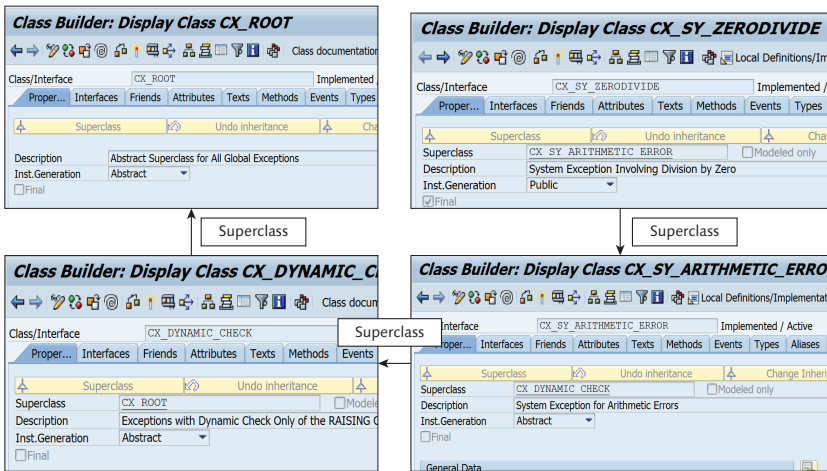 Class Builder: Display Class CX_ROOT
Class documentation
Class/Interface CX_ROOT Implemented /
Proper... Interfaces Friends Attributes Texts Methods Events Types
Superclass Undo inheritance Cha
Description Abstract Superclass for All Global Exceptions
Inst.Generation Abstract
Final
Class Builder: Display Class CX_SY_ZERODIVIDE
Local Definitions/Im
Class/Interface CX_SY_ZERODIVIDE Implemented /
Proper... Interfaces Friends Attributes Texts Methods Events Types
Superclass Undo inheritance Cha
Superclass CX_SY_ARITHMETIC_ERROR Modeled only
Description System Exception Involving Division by Zero
Inst.Generation Public
Final
Superclass
Superclass
Class Builder: Display Class CX_DYNAMIC_C
Class docum
Class/Interface CX_DYNAMIC_CHECK
Proper... Interfaces Friends Attributes Texts Methods Events
Superclass Undo inheritance
Superclass CX_ROOT Modele
Description Exceptions with Dynamic Check Only of the RAISING C
Inst.Generation Abstract
Final
Superclass
Class Builder: Display Class CX_SY_ARITHMETIC_ERRO
Local Definitions/Implementat
Interface CX_SY_ARITHMETIC_ERROR Implemented / Active
roper... Interfaces Friends Attributes Texts Methods Events Types Aliases
Superclass Undo inheritance Change Inheri
Superclass CX_DYNAMIC_CHECK Modeled only
Description System Exception for Arithmetic Errors
Inst.Generation Abstract
Final
General Data